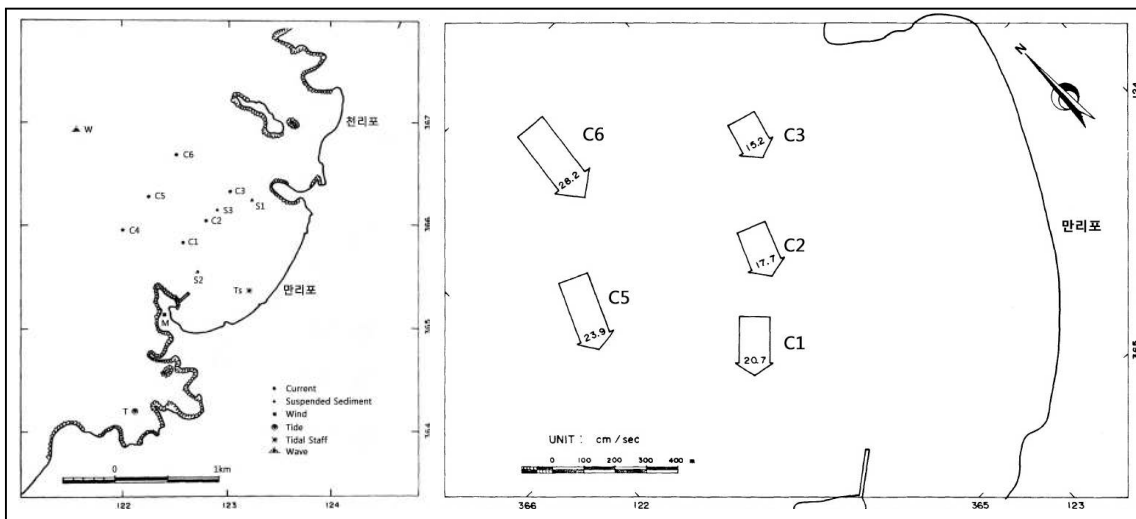 천리포
W
C6
C5
C3
S1
S3
C2
C4
C1
S2
Ts
만리포
M
T
367
366
365
364
Current
Suspended Sediment
Wind
Tide
Tidal Staff
Wave
0 1km
122 123 124
N
124
C6
28.2
C3
15.2
만리포
C2
17.7
C5
23.9
C1
20.7
365
UNIT : cm / sec
0 100 200 300 400 m
366 122 365 123